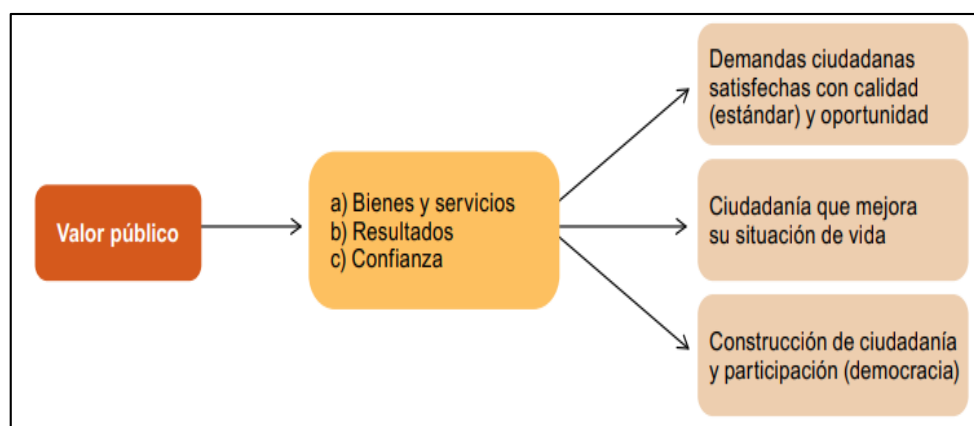 Valor público
a) Bienes y servicios
b) Resultados
c) Confianza
Demandas ciudadanas
satisfechas con calidad
(estándar) y oportunidad
Ciudadanía que mejora
su situación de vida
Construcción de ciudadanía
y participación (democracia)